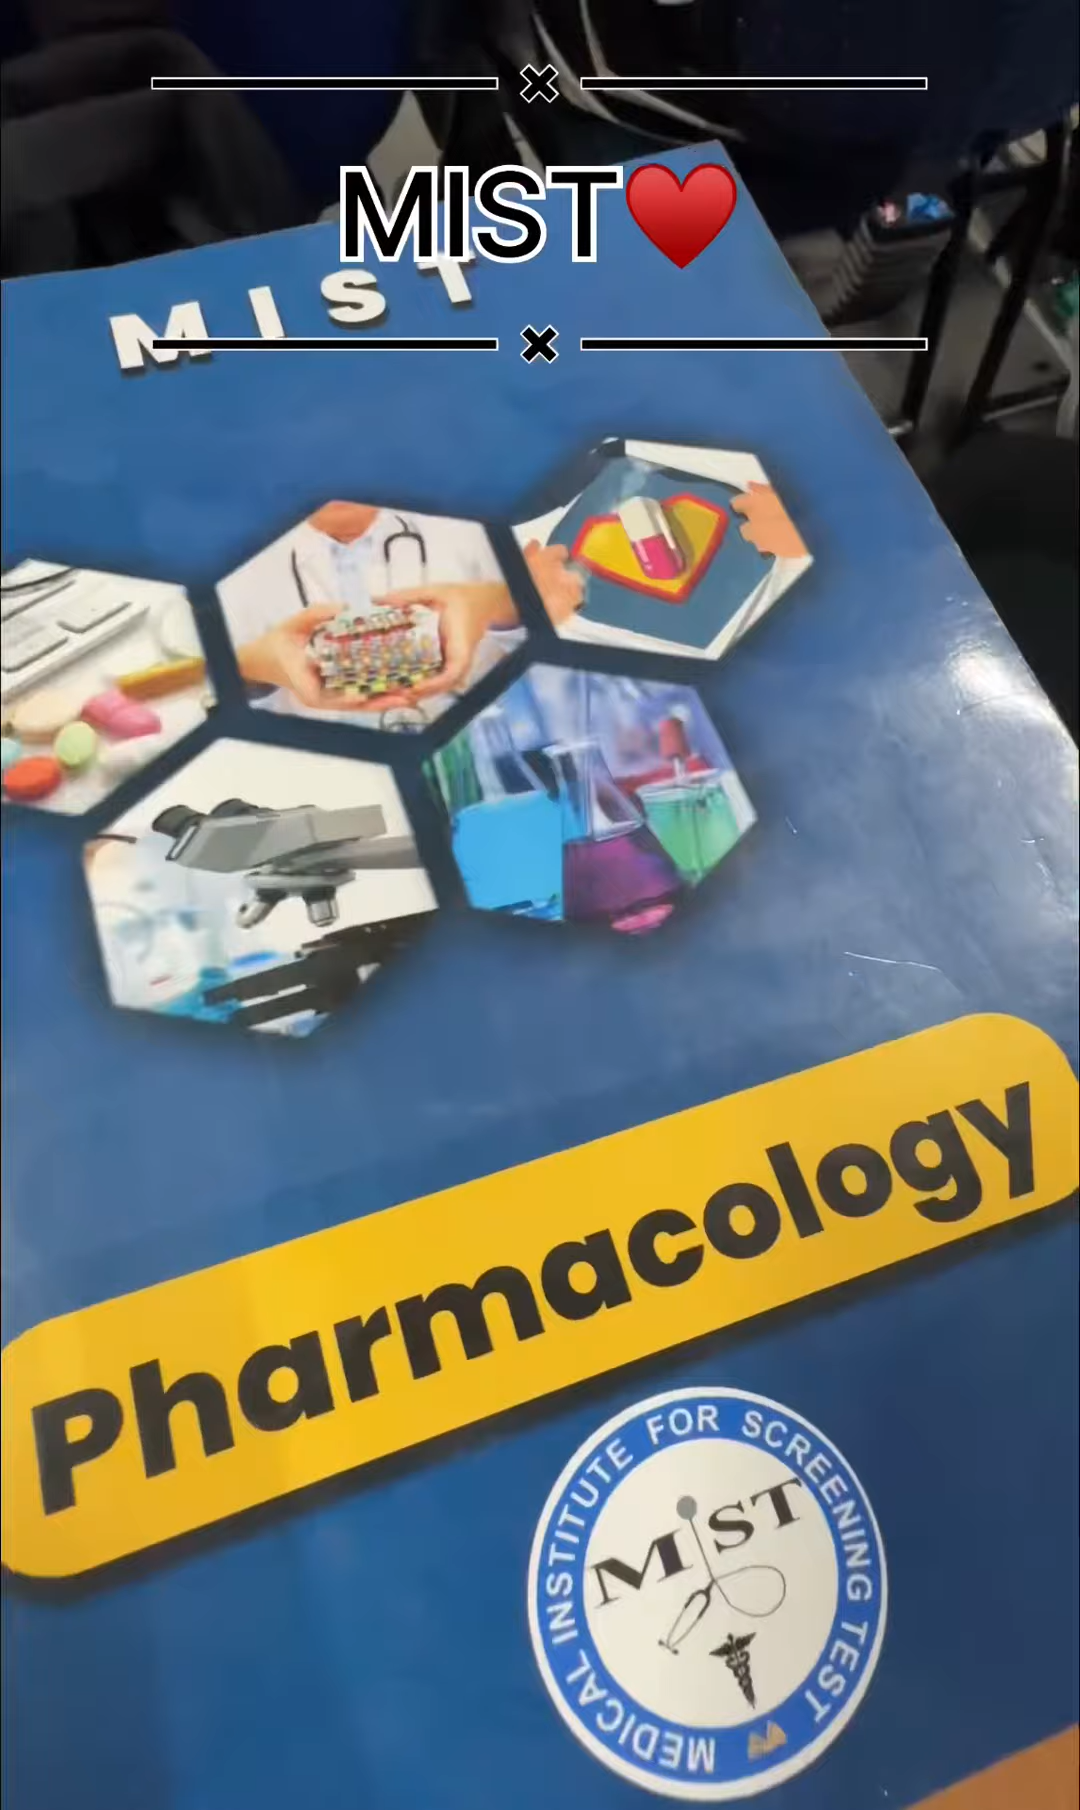 MIST❤️
MIST
Pharmacology
MEDICAL INSTITUTE FOR SCREENING TEST
MIST